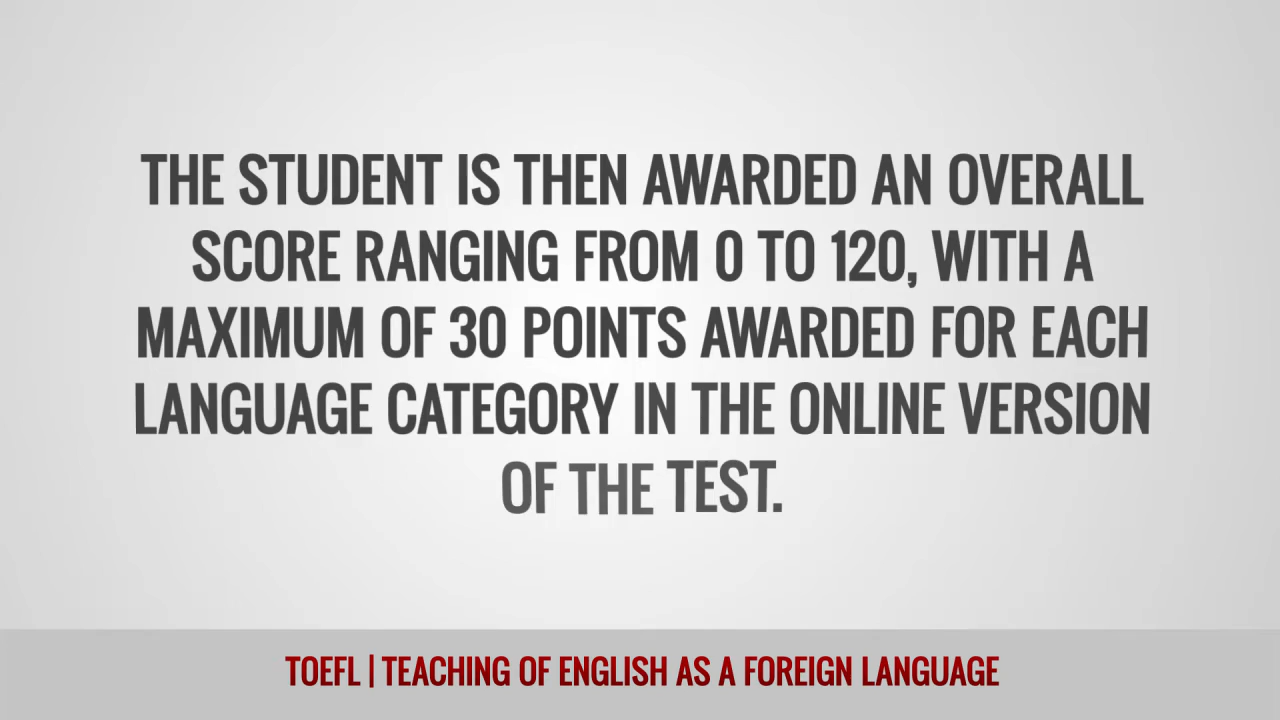 THE STUDENT IS THEN AWARDED AN OVERALL
SCORE RANGING FROM 0 TO 120, WITH A
MAXIMUM OF 30 POINTS AWARDED FOR EACH
LANGUAGE CATEGORY IN THE ONLINE VERSION
OF THE TEST.
TOEFL | TEACHING OF ENGLISH AS A FOREIGN LANGUAGE